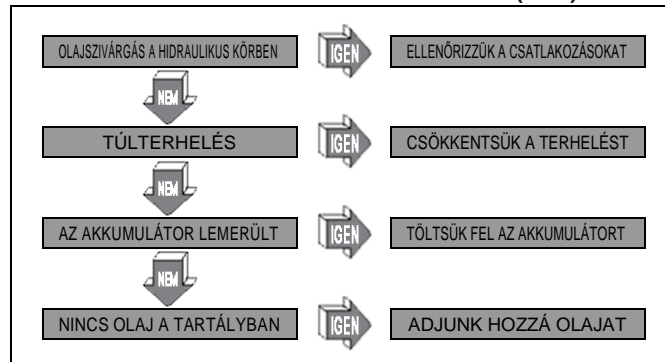 OLAJSZIVÁRGÁS A HIDRAULIKUS KÖRBEN IGEN ELLENŐRIZZÜK A CSATLAKOZÁSOKAT
NEM
TÚLTERHELÉS IGEN CSÖKKENTSÜK A TERHELÉST
NEM
AZ AKKUMULÁTOR LEMERÜLT IGEN TÖLTSÜK FEL AZ AKKUMULÁTORT
NEM
NINCS OLAJ A TARTÁLYBAN IGEN ADJUNK HOZZÁ OLAJAT